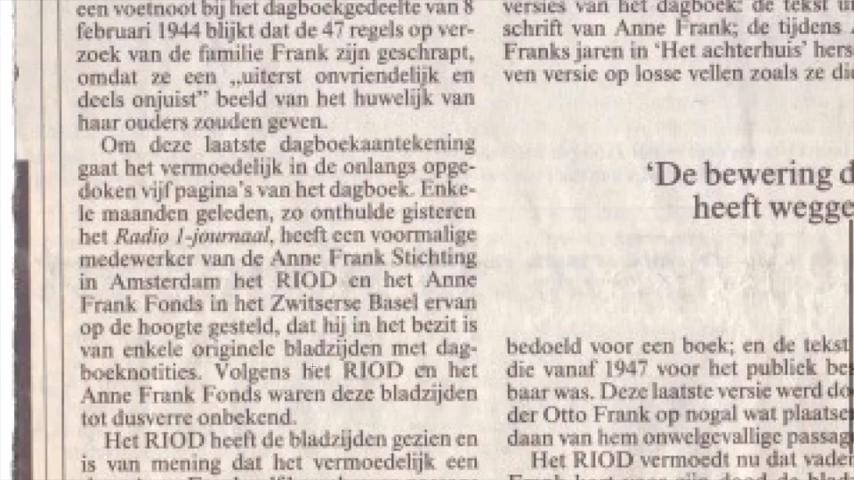 een voetnoot bij het dagboekgedeelte van 8
februari 1944 blijkt dat de 47 regels op ver-
zoek van de familie Frank zijn geschrapt,
omdat ze een „uiterst onvriendelijk en
deels onjuist” beeld van het huwelijk van
haar ouders zouden geven.
Om deze laatste dagboekaantekening
gaat het vermoedelijk in de onlangs opge-
doken vijf pagina's van het dagboek. Enke-
le maanden geleden, zo onthulde gisteren
het Radio 1-journaal, heeft een voormalige
medewerker van de Anne Frank Stichting
in Amsterdam het RIOD en het Anne
Frank Fonds in het Zwitserse Basel ervan
op de hoogte gesteld, dat hij in het bezit is
van enkele originele bladzijden met dag-
boeknotities. Volgens het RIOD en het
Anne Frank Fonds waren deze bladzijden
tot dusverre onbekend.
Het RIOD heeft de bladzijden gezien en
is van mening dat het vermoedelijk een
versies van het dagboek: de tekst
schrift van Anne Frank; de tijdens
Franks jaren in ‘Het achterhuis’ hers
ven versie op losse vellen zoals ze die
‘De bewering d
heeft wegge
bedoeld voor een boek; en de tekst
die vanaf 1947 voor het publiek bes
baar was. Deze laatste versie werd do
der Otto Frank op nogal wat plaatse
daan van hem onwelgevallige passag
Het RIOD vermoedt nu dat vader